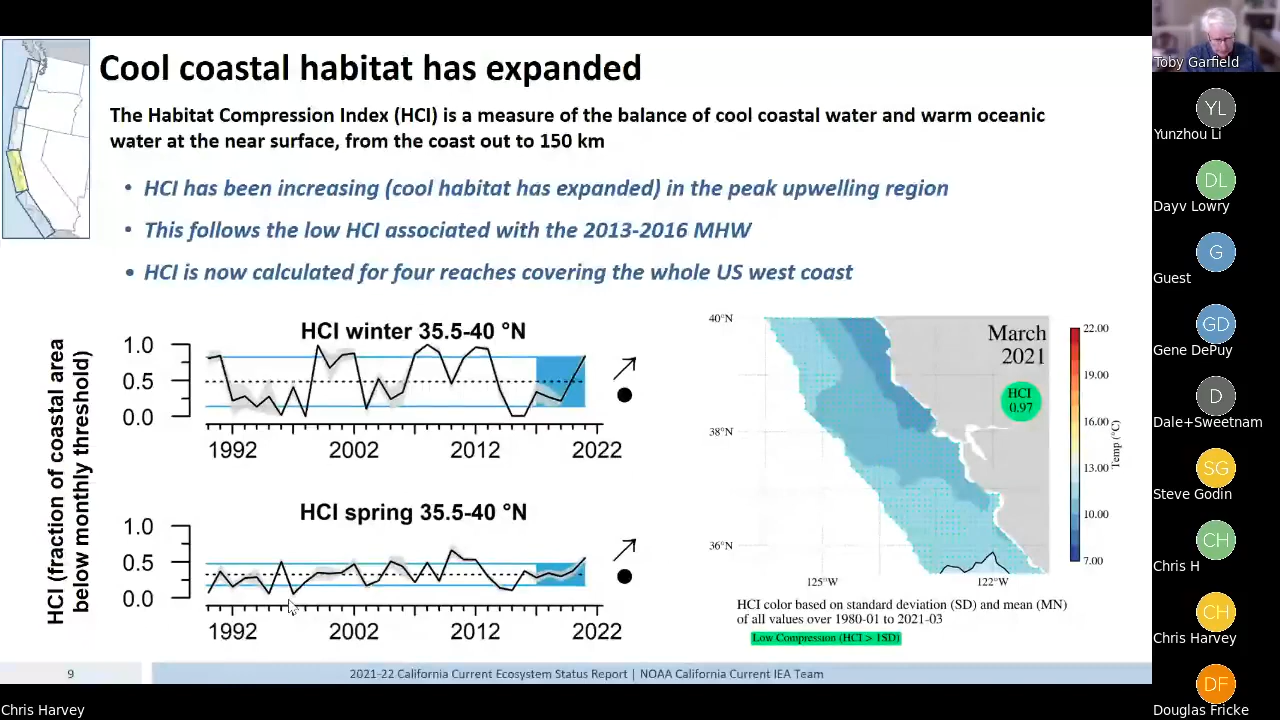 Cool coastal habitat has expanded
The Habitat Compression Index (HCI) is a measure of the balance of cool coastal water and warm oceanic
water at the near surface, from the coast out to 150 km
• HCI has been increasing (cool habitat has expanded) in the peak upwelling region
• This follows the low HCI associated with the 2013-2016 MHW
• HCI is now calculated for four reaches covering the whole US west coast
HCI (fraction of coastal area
below monthly threshold)
HCI winter 35.5-40 °N
1.0
0.5
0.0
1992 2002 2012 2022
HCI spring 35.5-40 °N
1.0
0.5
0.0
1992 2002 2012 2022
40°N
38°N
36°N
125°W 122°W
March
2021
HCI
0.97
22.00
19.00
16.00
13.00
10.00
7.00
Temp (°C)
HCI color based on standard deviation (SD) and mean (MN)
of all values over 1980-01 to 2021-03
Low Compression (HCI > 1SD)
9
2021-22 California Current Ecosystem Status Report | NOAA California Current IEA Team
Chris Harvey
Toby Garfield
YL
Yunzhou Li
DL
Dayv Lowry
G
Guest
GD
Gene DePuy
D
Dale+Sweetnam
SG
Steve Godin
CH
Chris H
CH
Chris Harvey
DF
Douglas Fricke